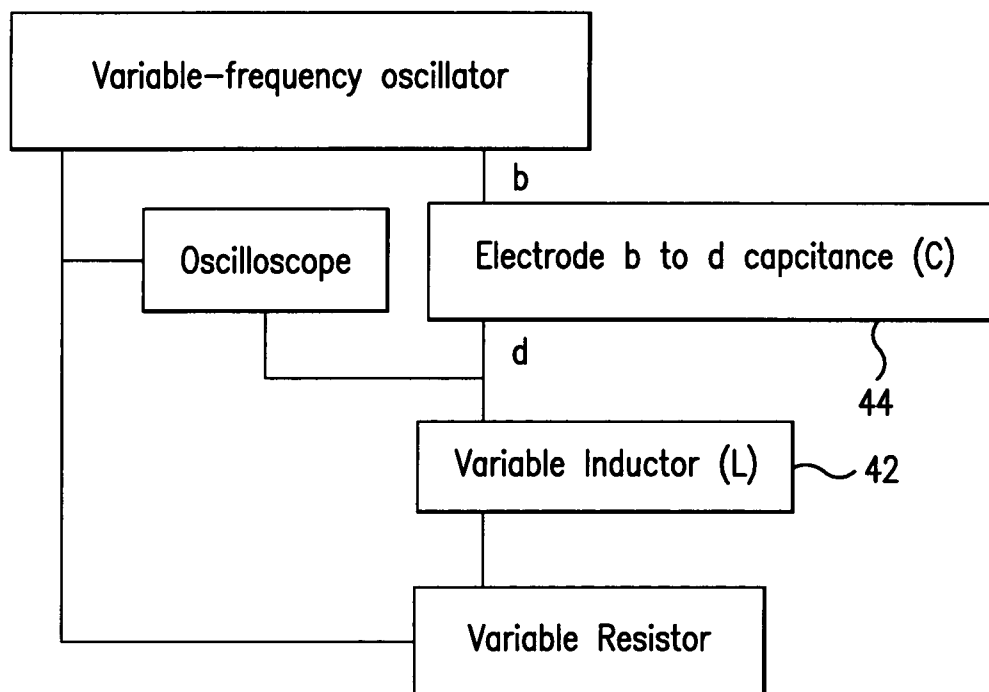 Variable-frequency oscillator
b
Oscilloscope
Electrode b to d capcitance (C)
d
44
Variable Inductor (L)
42
Variable Resistor